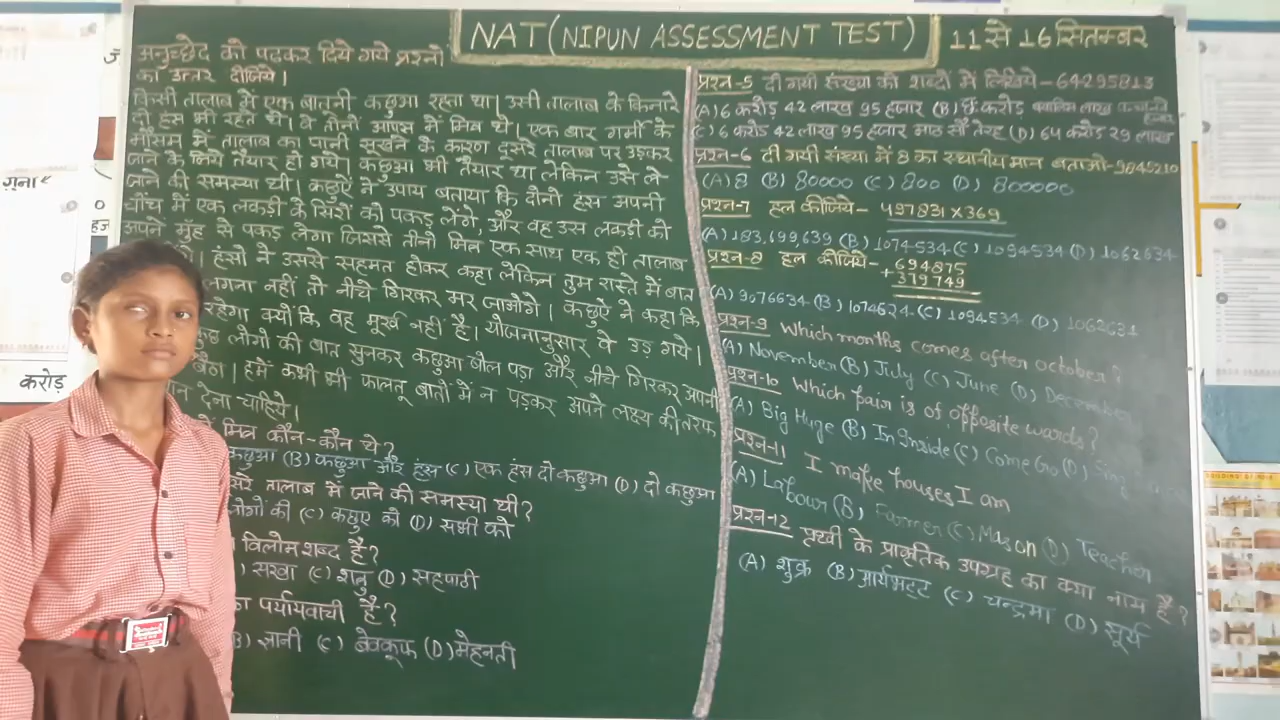 NAT (NIPUN ASSESSMENT TEST)
11 से 16 सितम्बर
अनुच्छेद को पढकर दिये गये प्रश्नों
का उत्तर दीजिये।
किसी तालाब में एक बातूनी कछुआ रहता था। उसी तालाब के किनारे
दो हंस भी रहते थे। वे तीनों आपस में मित्र थे। एक बार गर्मी के
मौसम में तालाब का पानी सूखने के कारण दूसरे तालाब पर उड़कर
जाने के लिये तैयार हो गये। कछुआ भी तैयार था लेकिन उसे ले
जाने की समस्या थी। कछुऐं ने उपाय बताया कि दोनो हंस अपनी
चोंच में एक लकड़ी के सिरों को पकड़ लेंगे, और वह उस लकड़ी को
अपने मुँह से पकड़ लेगा जिससे तीनो मित्र एक साथ एक ही तालाब
। हंसो ने उससे सहमत होकर कहा लेकिन तुम रास्ते में बात
लगना नहीं तो नीचे गिरकर मर जाओगे। कछुऐ ने कहा कि
रहेगा क्योंकि वह मूर्ख नही है। योजनानुसार वे उड़ गये।
कुछ लोगों की बात सुनकर कछुआ बोल पड़ा और नीचे गिरकर अपनी
बैठा। हमें कभी भी फालतू बातों में न पड़कर अपने लक्ष्य की तरफ
देना चाहिये।
मित्र कौन-कौन थे?
कछुआ (B) कछुआ और हंस (C) एक हंस दो कछुआ (D) दो कछुआ
तालाब में जाने की समस्या थी?
लोगों की (C) कछुए को (D) सभी को
विलोम शब्द है?
सखा (C) शत्रु (D) सहपाठी
का पर्यायवाची है?
(B) ज्ञानी (C) बेवकूफ (D) मेहनती
प्रश्न-5 दी गयी संख्या को शब्दों में लिखिये - 64295813
(A) 6 करोड़ 42 लाख 95 हजार (B) छः करोड़ बयालिस लाख हजार
(C) 6 करोड़ 42 लाख 95 हजार आठ सौ तेरह (D) 64 करोड़ 29 लाख
प्रश्न-6 दी गयी संख्या में 8 का स्थानीय मान बताओ - 9845210
(A) 8 (B) 80000 (C) 800 (D) 800000
प्रश्न-7 हल कीजिये - 497831 x 369
(A) 183,699,639 (B) 1074534 (C) 1094534 (D) 1062634
प्रश्न-8 हल कीजिये - 694875
+ 379749
(A) 9076634 (B) 1074624 (C) 1094534 (D) 1062631
प्रश्न-9 Which months comes after october?
(A) November (B) July (C) June (D) December
प्रश्न-10 Which pair is of opposite wards?
(A) Big Huge (B) In Inside (C) Come Go (D)
प्रश्न-11 I make houses I am
(A) Labour (B) Farmer (C) Mason (D) Teacher
प्रश्न-12 प्रथ्वी के प्राकृतिक उपग्रह का क्या नाम है?
(A) शुक्र (B) आर्यभट्ट (C) चन्द्रमा (D) सूर्य
करोड़